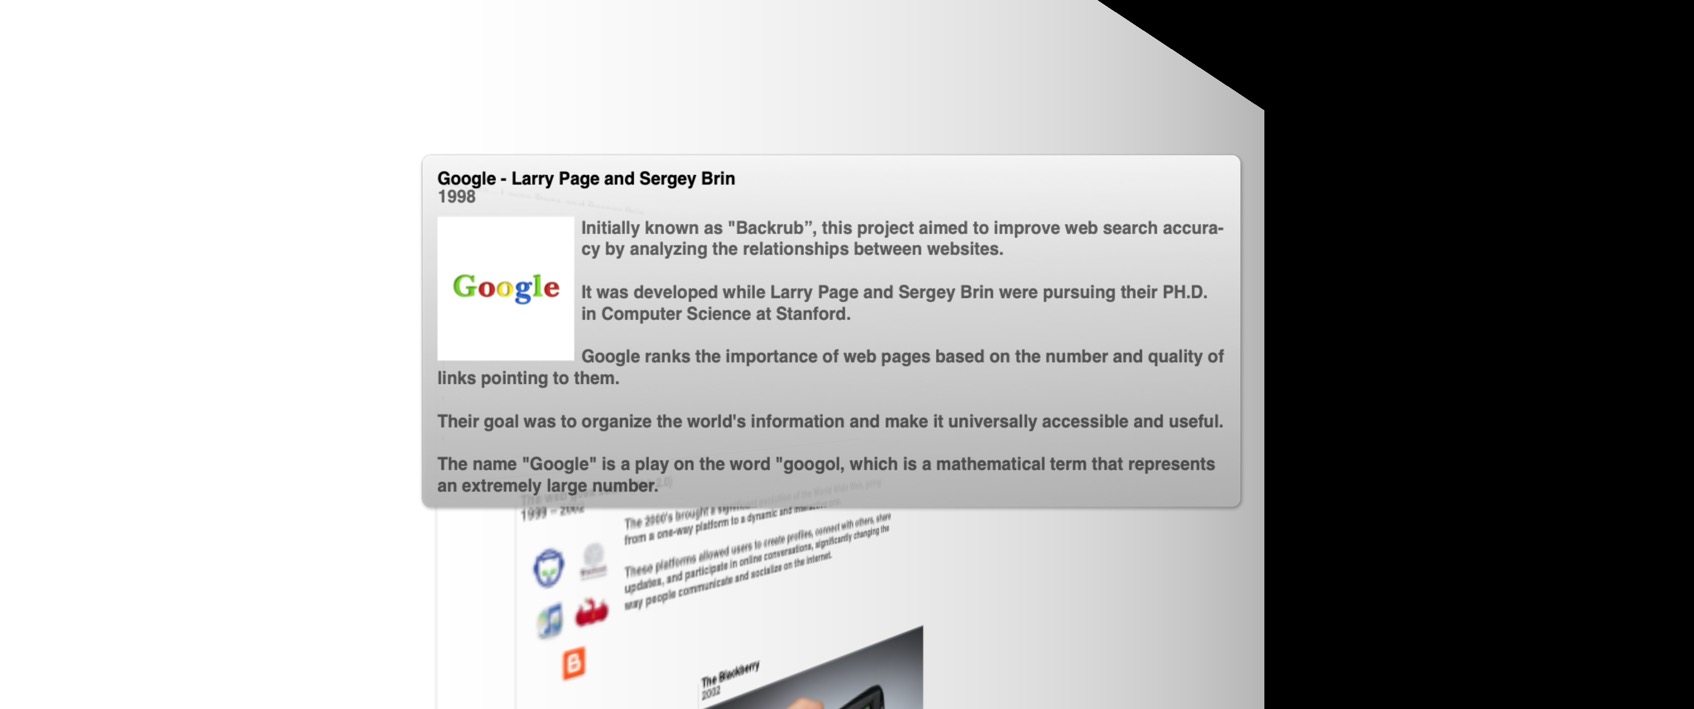 Google - Larry Page and Sergey Brin
1998
Google
Initially known as "Backrub”, this project aimed to improve web search accura-
cy by analyzing the relationships between websites.
It was developed while Larry Page and Sergey Brin were pursuing their PH.D.
in Computer Science at Stanford.
Google ranks the importance of web pages based on the number and quality of
links pointing to them.
Their goal was to organize the world's information and make it universally accessible and useful.
The name "Google" is a play on the word "googol, which is a mathematical term that represents
an extremely large number.
1999 – 2002
The 2000's brought a significant evolution of the
from a one-way platform to a dynamic and
These platforms allowed users to create profiles, connect with others, share
updates, and participate in online conversations, significantly changing the
way people communicate and socialize on the internet.
The Blackberry
2002